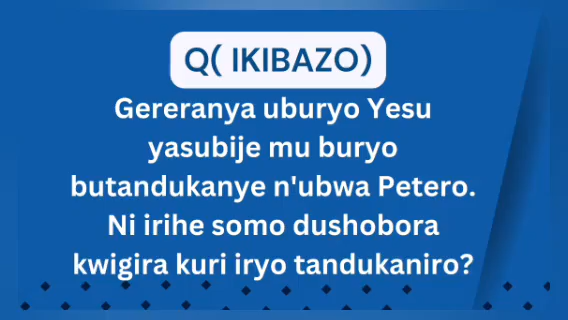 Q( IKIBAZO)
Gereranya uburyo Yesu
yasubije mu buryo
butandukanye n'ubwa Petero.
Ni irihe somo dushobora
kwigira kuri iryo tandukaniro?